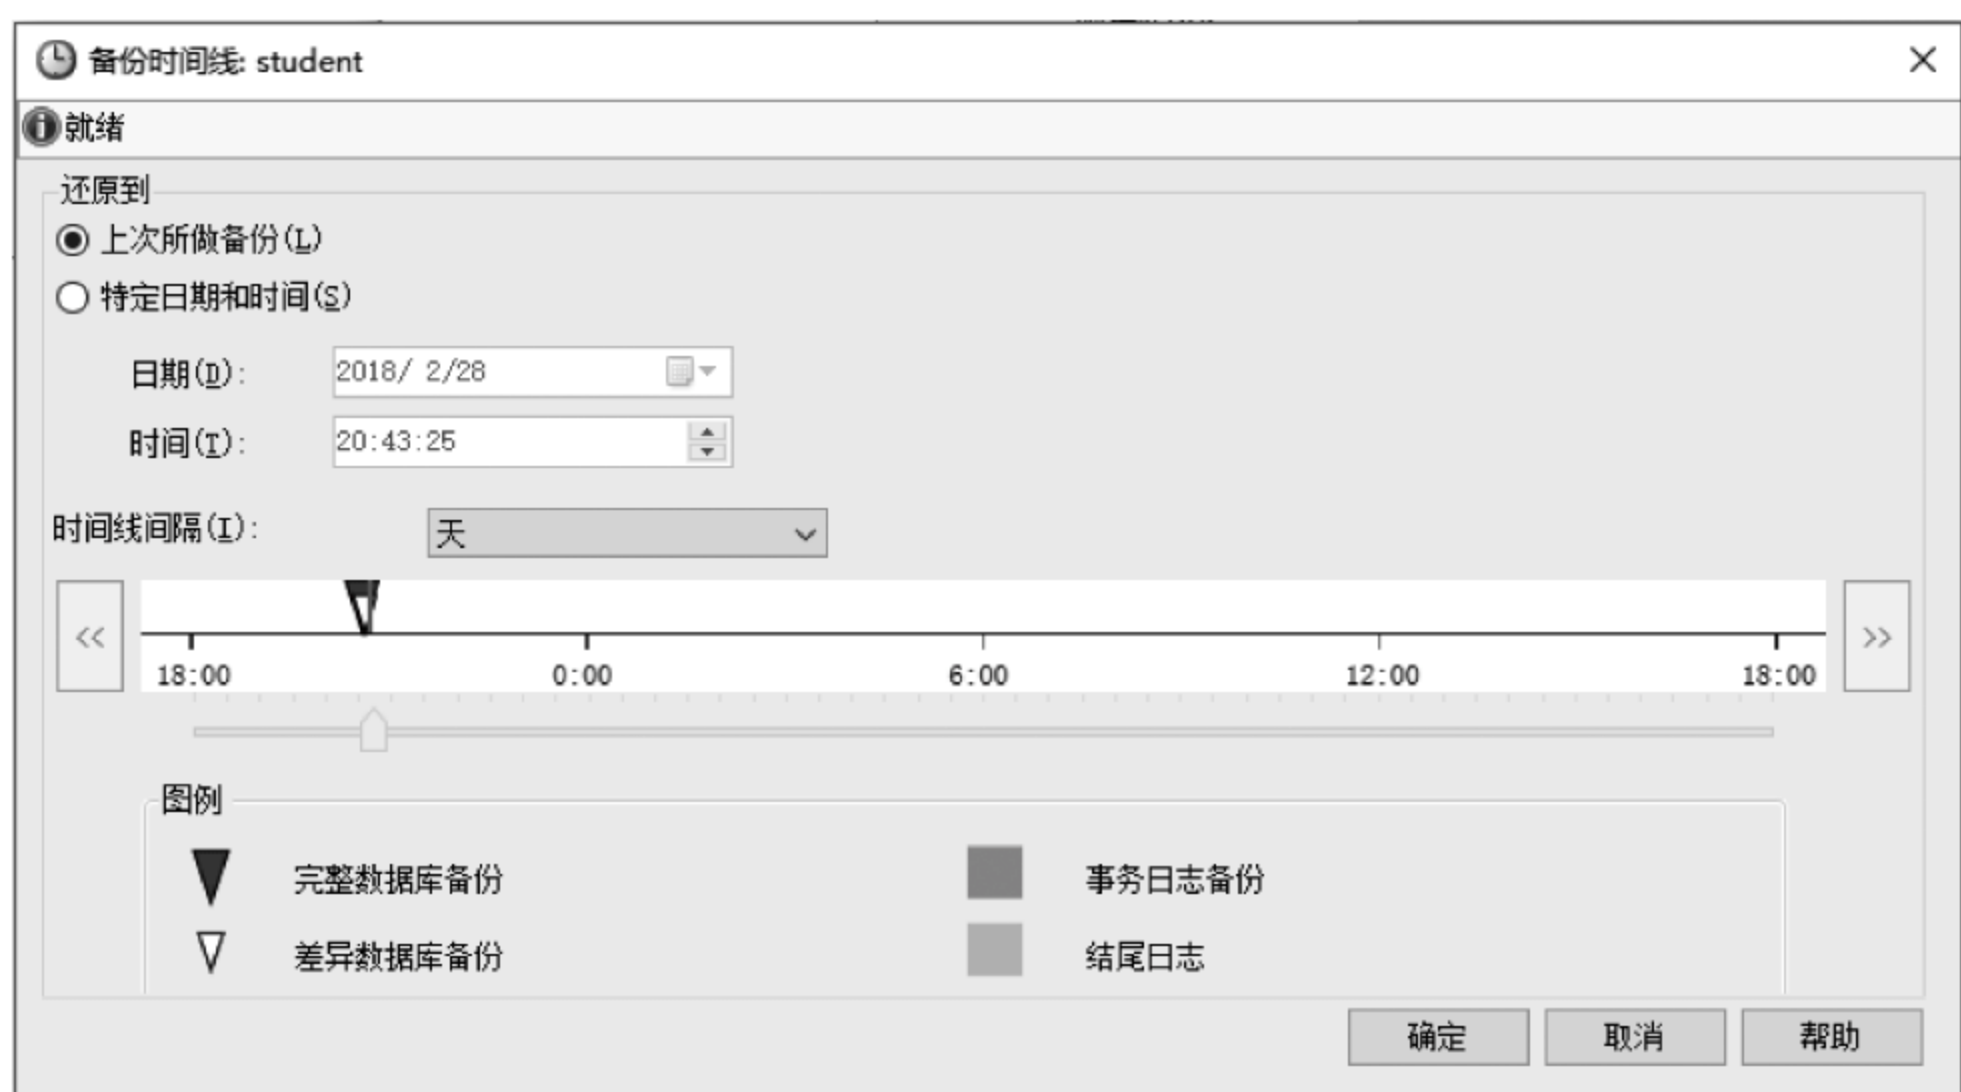 备份时间线: student
就绪
还原到
上次所做备份(L)
特定日期和时间(S)
日期(D):
2018/ 2/28
时间(T):
20:43:25
时间线间隔(I):
天
<<
>>
18:00 0:00 6:00 12:00 18:00
图例
完整数据库备份 事务日志备份
差异数据库备份 结尾日志
确定 取消 帮助